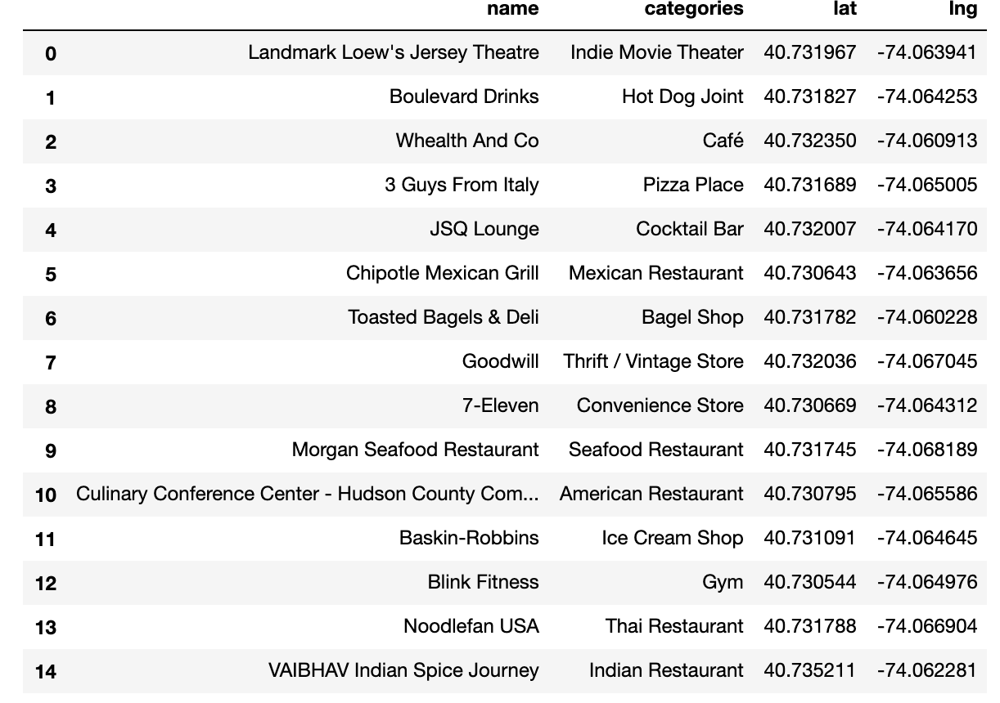 name categories lat lng
0 Landmark Loew's Jersey Theatre Indie Movie Theater 40.731967 -74.063941
1 Boulevard Drinks Hot Dog Joint 40.731827 -74.064253
2 Whealth And Co Café 40.732350 -74.060913
3 3 Guys From Italy Pizza Place 40.731689 -74.065005
4 JSQ Lounge Cocktail Bar 40.732007 -74.064170
5 Chipotle Mexican Grill Mexican Restaurant 40.730643 -74.063656
6 Toasted Bagels & Deli Bagel Shop 40.731782 -74.060228
7 Goodwill Thrift / Vintage Store 40.732036 -74.067045
8 7-Eleven Convenience Store 40.730669 -74.064312
9 Morgan Seafood Restaurant Seafood Restaurant 40.731745 -74.068189
10 Culinary Conference Center - Hudson County Com... American Restaurant 40.730795 -74.065586
11 Baskin-Robbins Ice Cream Shop 40.731091 -74.064645
12 Blink Fitness Gym 40.730544 -74.064976
13 Noodlefan USA Thai Restaurant 40.731788 -74.066904
14 VAIBHAV Indian Spice Journey Indian Restaurant 40.735211 -74.062281